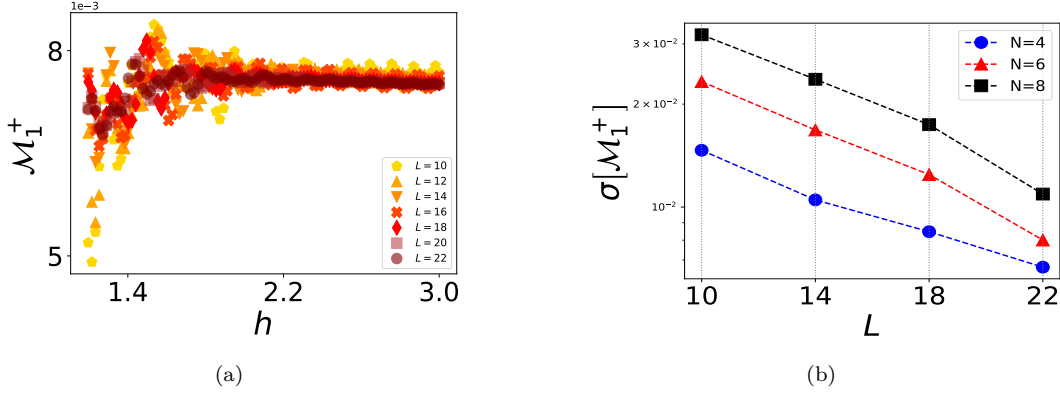 1e−3
8
5
M₁⁺
1.4
2.2
3.0
h
L = 10
L = 12
L = 14
L = 16
L = 18
L = 20
L = 22
(a)
3 × 10⁻²
2 × 10⁻²
10⁻²
σ[M₁⁺]
N=4
N=6
N=8
10
14
18
22
L
(b)